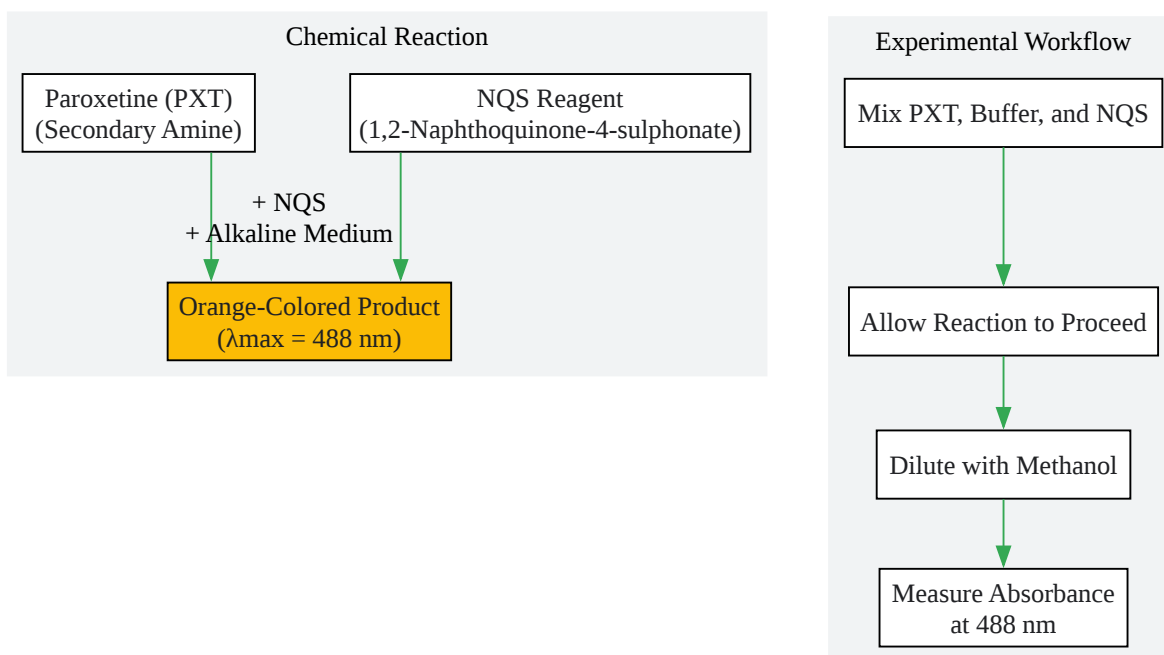 Chemical Reaction
Paroxetine (PXT)
(Secondary Amine)
NQS Reagent
(1,2-Naphthoquinone-4-sulphonate)
+ NQS
+ Alkaline Medium
Orange-Colored Product
(λmax = 488 nm)
Experimental Workflow
Mix PXT, Buffer, and NQS
Allow Reaction to Proceed
Dilute with Methanol
Measure Absorbance
at 488 nm